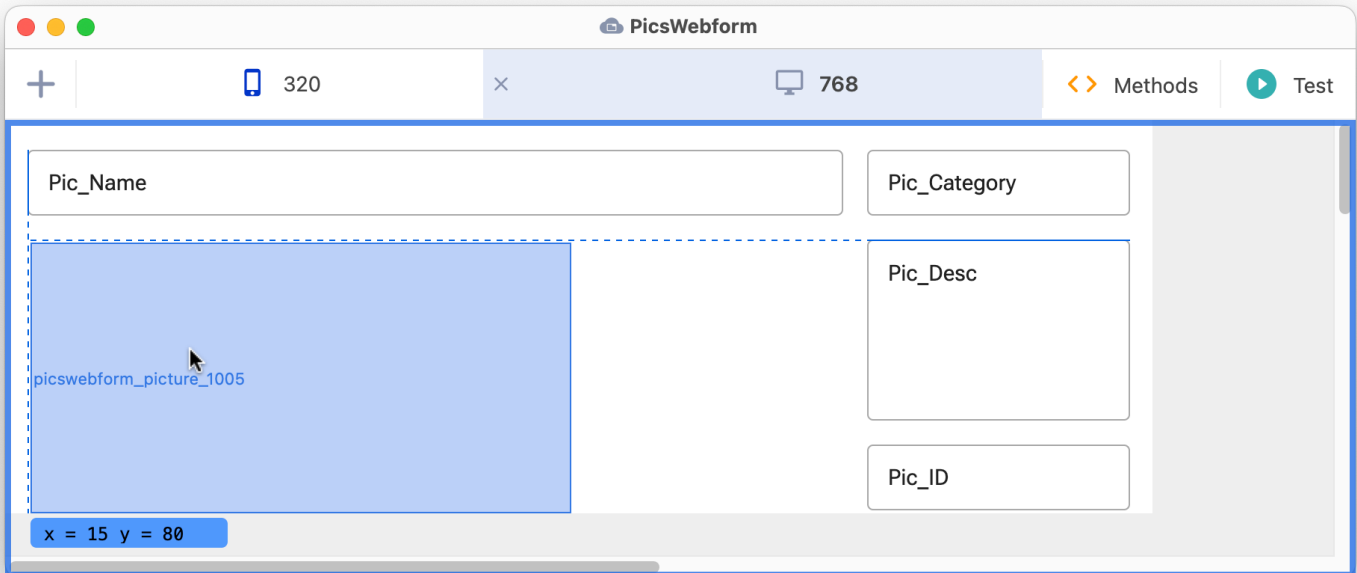 PicsWebform
320
768
Methods
Test
Pic_Name
Pic_Category
Pic_Desc
picswebform_picture_1005
Pic_ID
x = 15 y = 80